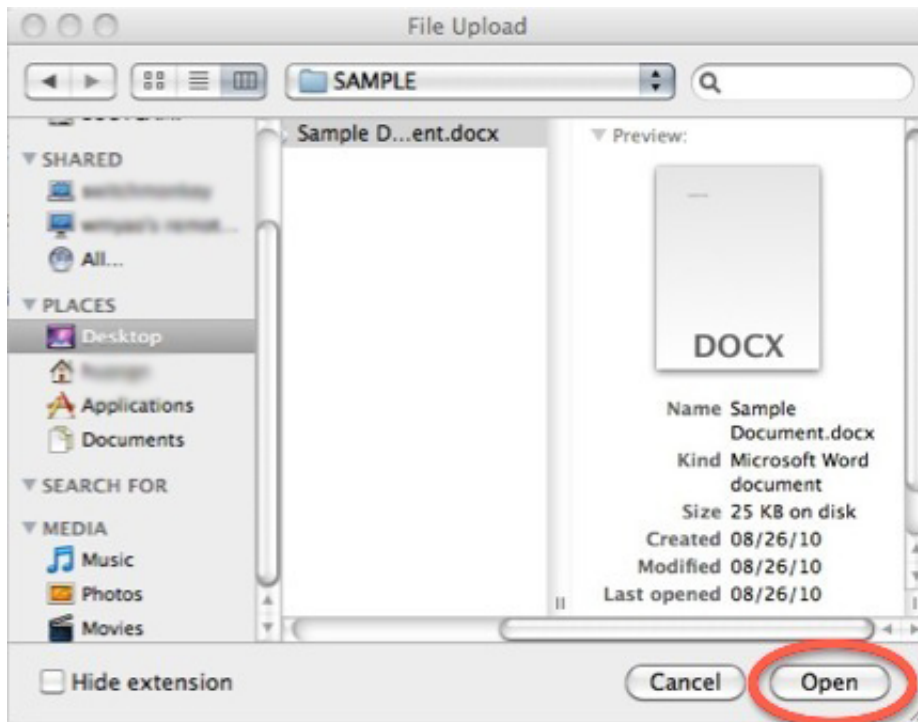 File Upload
SAMPLE
Sample D...ent.docx
Preview:
SHARED
All...
PLACES
Desktop
Applications
Documents
SEARCH FOR
MEDIA
Music
Photos
Movies
DOCX
Name Sample
Document.docx
Kind Microsoft Word
document
Size 25 KB on disk
Created 08/26/10
Modified 08/26/10
Last opened 08/26/10
Hide extension
Cancel
Open